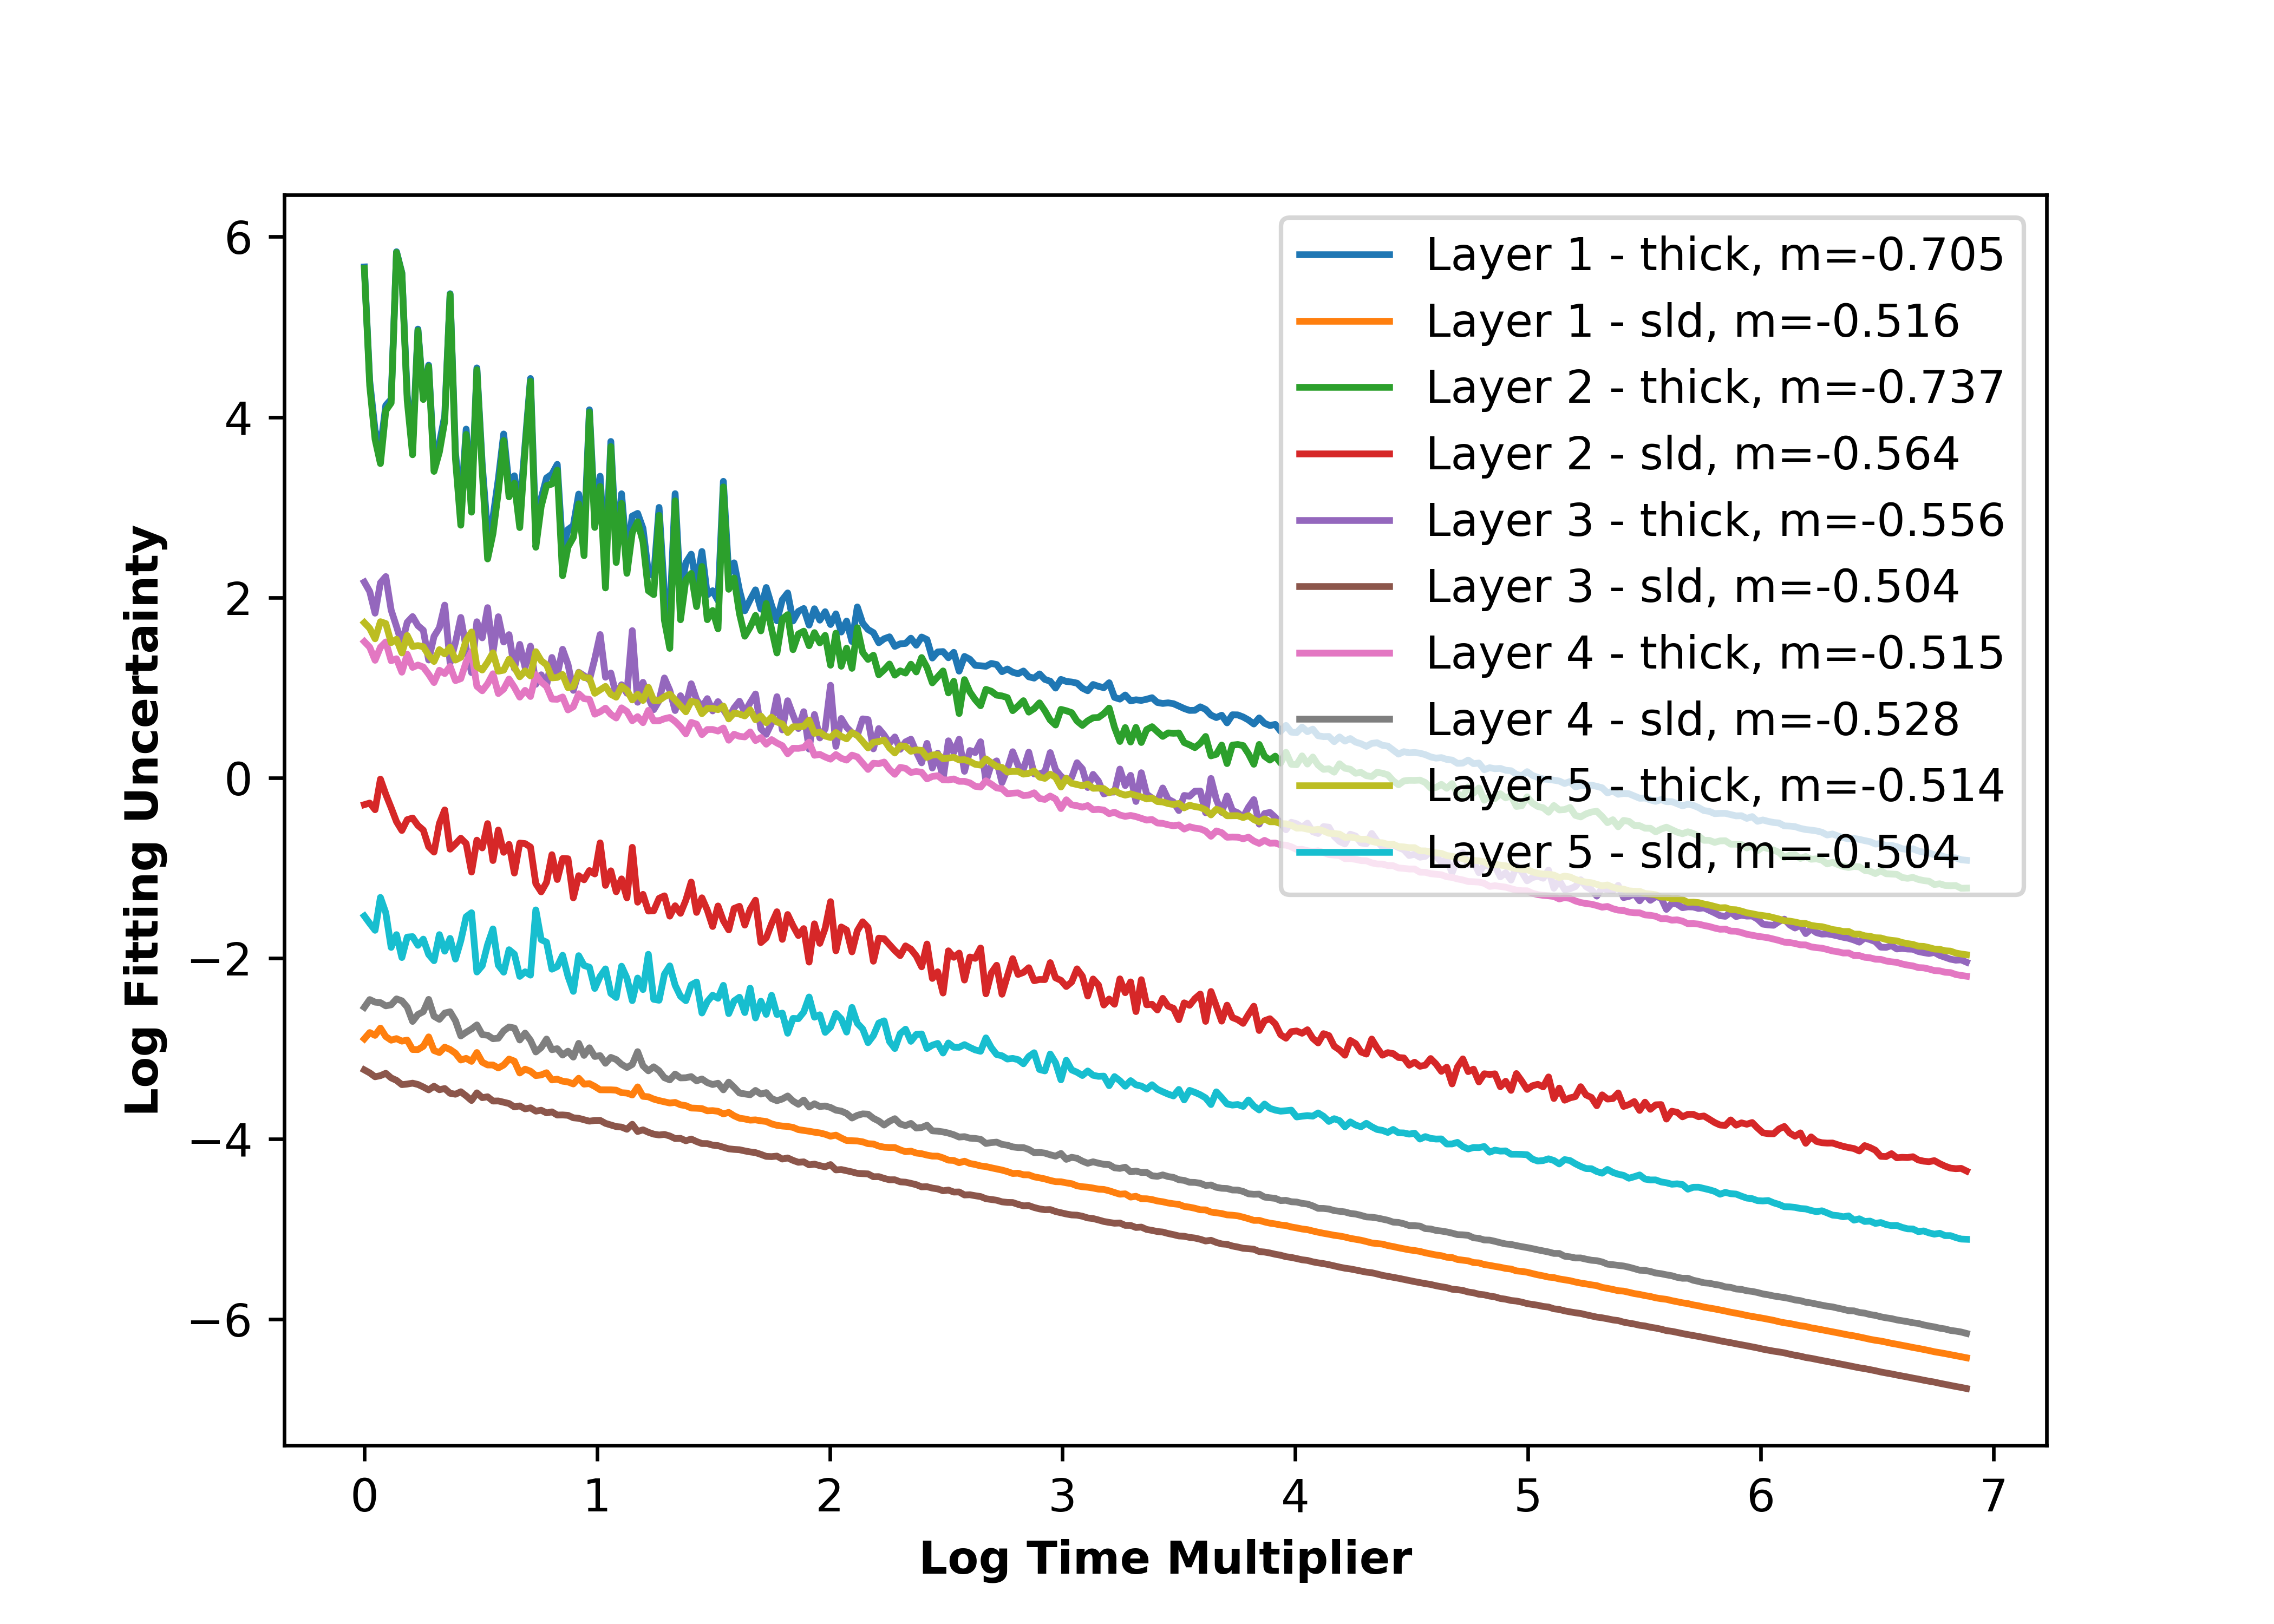 6
4
2
0
−2
−4
−6
Log Fitting Uncertainty
Layer 1 - thick, m=-0.705
Layer 1 - sld, m=-0.516
Layer 2 - thick, m=-0.737
Layer 2 - sld, m=-0.564
Layer 3 - thick, m=-0.556
Layer 3 - sld, m=-0.504
Layer 4 - thick, m=-0.515
Layer 4 - sld, m=-0.528
Layer 5 - thick, m=-0.514
Layer 5 - sld, m=-0.504
0 1 2 3 4 5 6 7
Log Time Multiplier